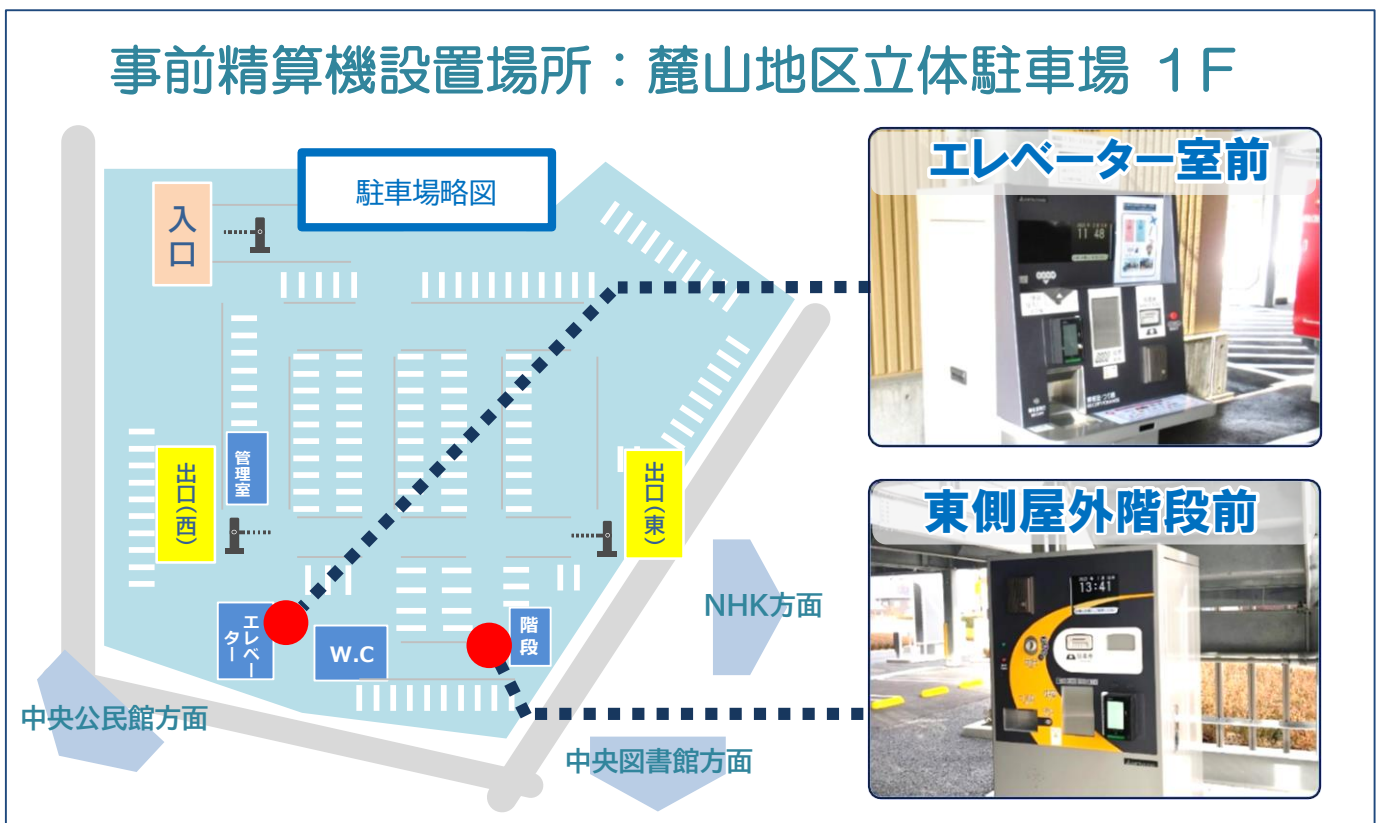 事前精算機設置場所：麓山地区立体駐車場 １Ｆ
駐車場略図
入口
管理室
出口（西）
出口（東）
エレベーター
W.C
階段
NHK方面
中央公民館方面
中央図書館方面
エレベーター室前
11 48
東側屋外階段前
13:41